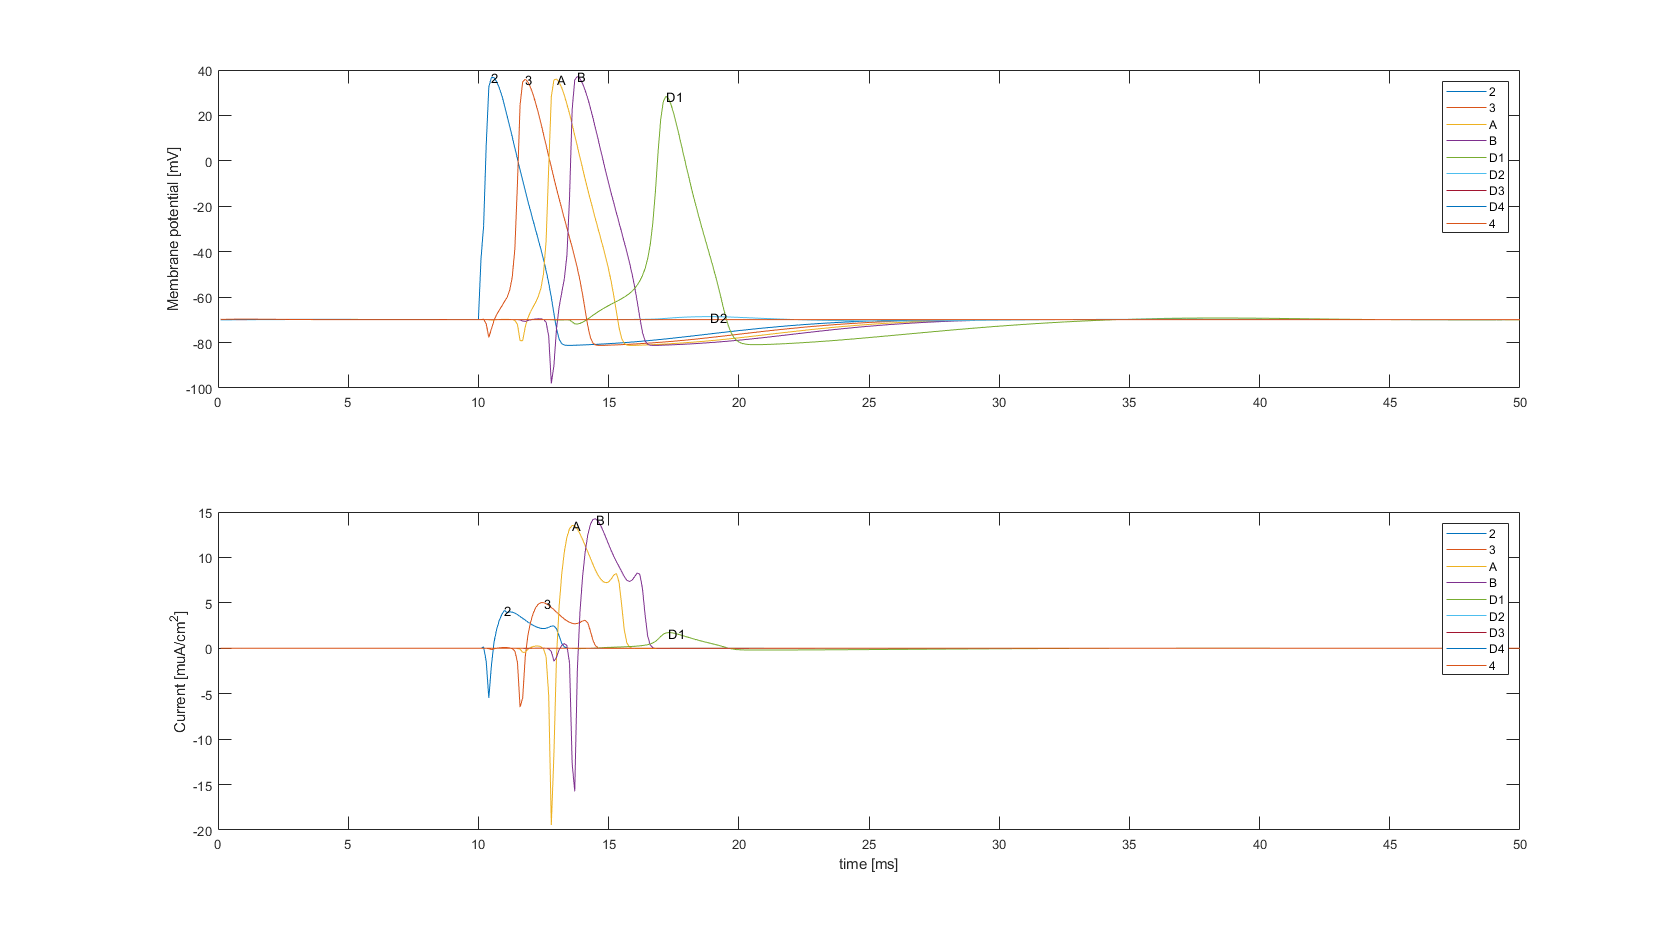 40
20
0
-20
-40
-60
-80
-100
Membrane potential [mV]
0 5 10 15 20 25 30 35 40 45 50
2 3 A B D1
D2
2
3
A
B
D1
D2
D3
D4
4
15
10
5
0
-5
-10
-15
-20
Current [muA/cm2]
0 5 10 15 20 25 30 35 40 45 50
time [ms]
A B
2 3
D1
2
3
A
B
D1
D2
D3
D4
4